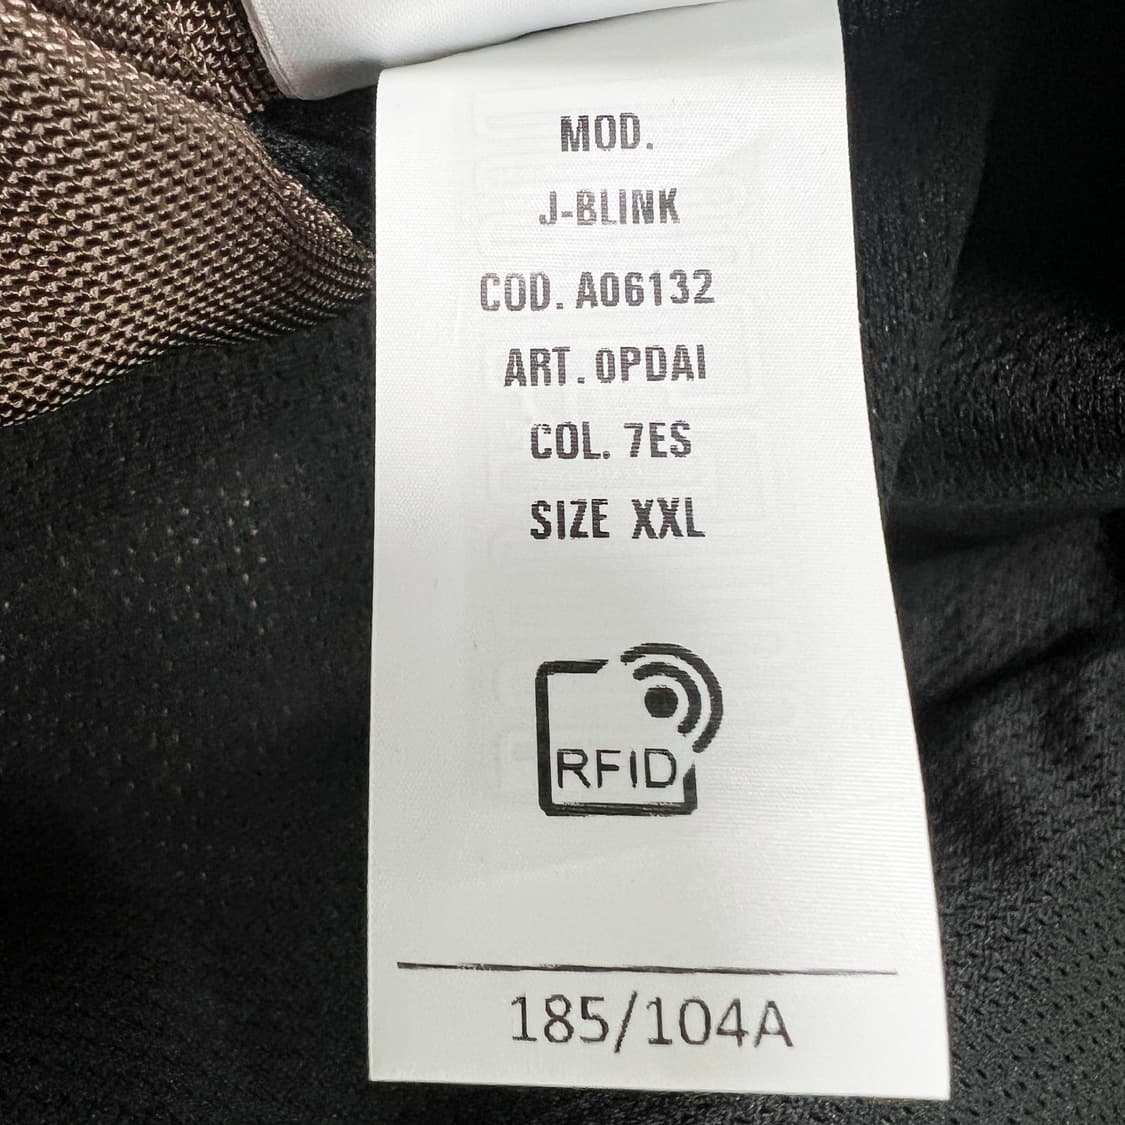 MOD.
J-BLINK
COD. A06132
ART. 0PDAI
COL. 7ES
SIZE XXL
RFID
185/104A